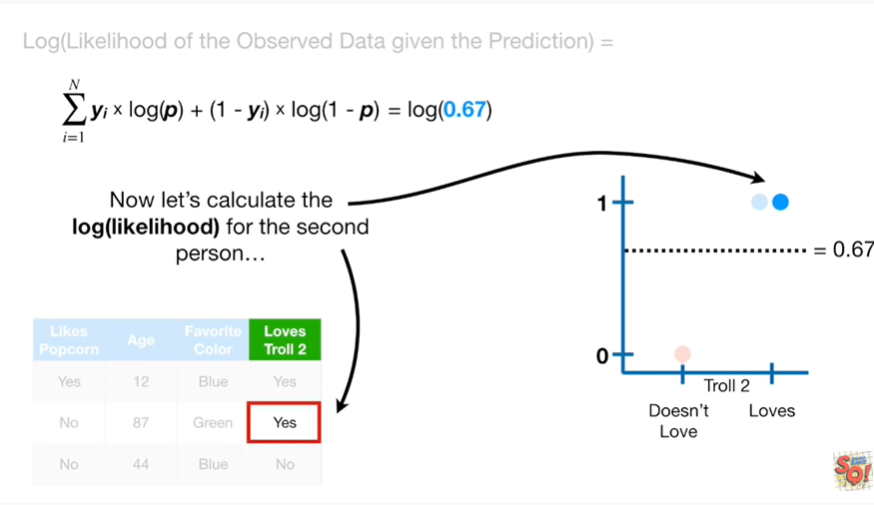 Log(Likelihood of the Observed Data given the Prediction) =
N
∑ yi × log(p) + (1 - yi) × log(1 - p) = log(0.67)
i=1
Now let's calculate the
log(likelihood) for the second
person…
1
= 0.67
0
Troll 2
Doesn't Love
Loves
Likes Popcorn Age Favorite Color Loves Troll 2
Yes 12 Blue Yes
No 87 Green Yes
No 44 Blue No
SQ!